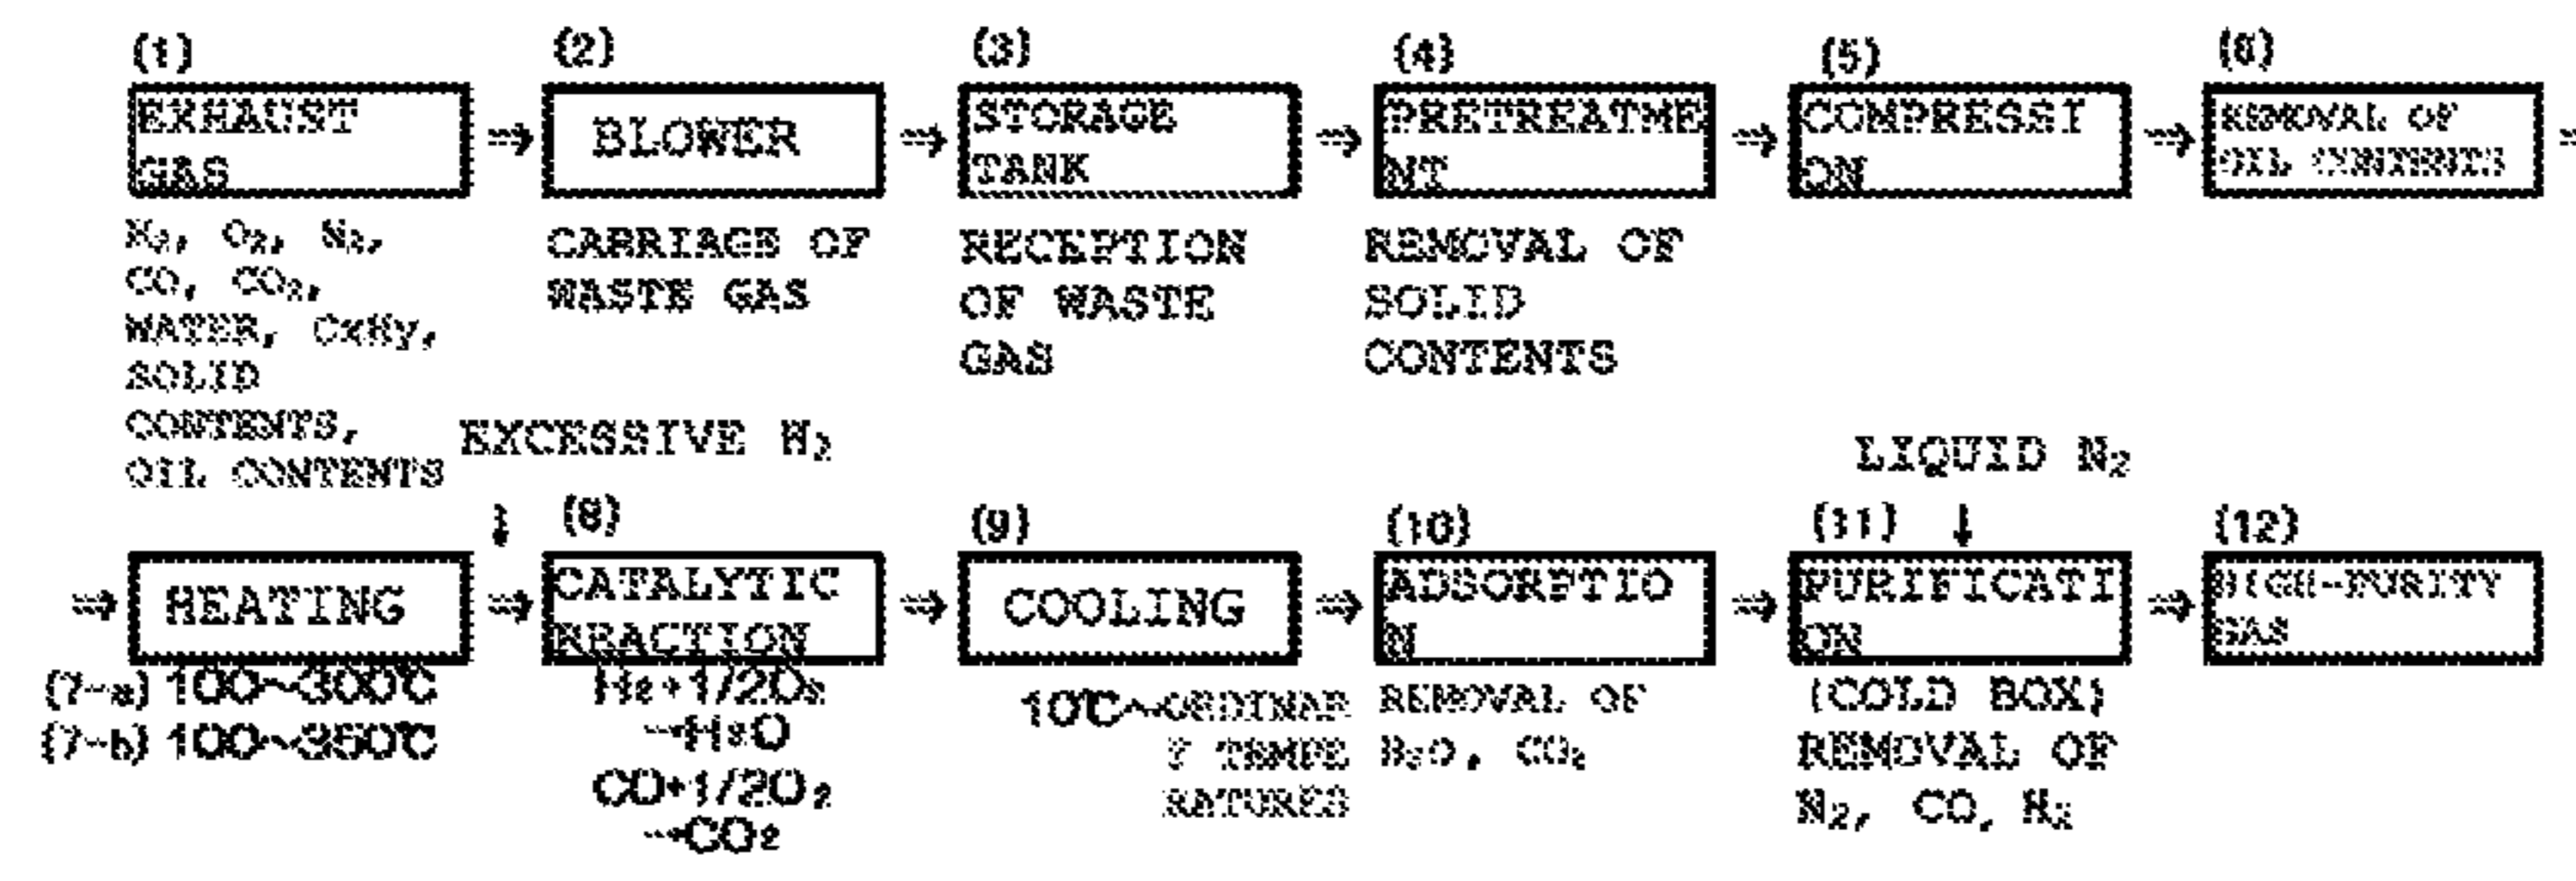 (1)
EXHAUST
GAS
H₂, O₂, N₂,
CO, CO₂,
WATER, CxHy,
SOLID
CONTENTS,
OIL CONTENTS
⇒
(2)
BLOWER
CARRIAGE OF
WASTE GAS
⇒
(3)
STORAGE
TANK
RECEPTION
OF WASTE
GAS
⇒
(4)
PRETREATME
NT
REMOVAL OF
SOLID
CONTENTS
⇒
(5)
COMPRESSI
ON
⇒
(6)
REMOVAL OF
OIL CONTENTS
⇒
⇒
HEATING
(7-a) 100~300℃
(7-b) 100~350℃
EXCESSIVE H₂
↓
⇒
(8)
CATALYTIC
REACTION
H₂+1/2O₂
→H₂O
CO+1/2O₂
→CO₂
⇒
(9)
COOLING
10℃~ORDINAR
Y TEMPE
RATURES
⇒
(10)
ADSORPTIO
N
REMOVAL OF
H₂O, CO₂
⇒
LIQUID N₂
(11) ↓
PURIFICATI
ON
(COLD BOX)
REMOVAL OF
N₂, CO, H₂
⇒
(12)
HIGH-PURITY
GAS